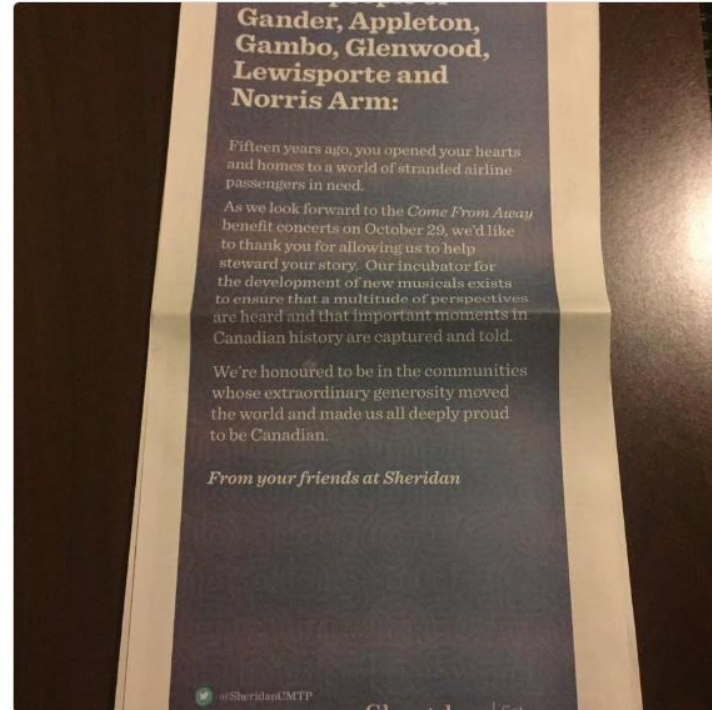 Gander, Appleton,
Gambo, Glenwood,
Lewisporte and
Norris Arm:
Fifteen years ago, you opened your hearts
and homes to a world of stranded airline
passengers in need.
As we look forward to the Come From Away
benefit concerts on October 29, we'd like
to thank you for allowing us to help
steward your story. Our incubator for
the development of new musicals exists
to ensure that a multitude of perspectives
are heard and that important moments in
Canadian history are captured and told.
We're honoured to be in the communities
whose extraordinary generosity moved
the world and made us all deeply proud
to be Canadian.
From your friends at Sheridan
@SheridanCMTP